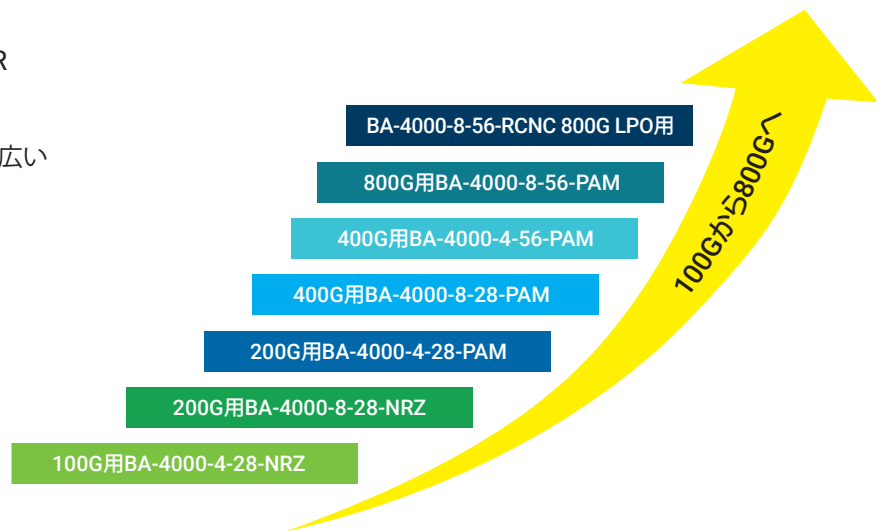 R
広い
BA-4000-8-56-RCNC 800G LPO用
800G用BA-4000-8-56-PAM
400G用BA-4000-4-56-PAM
400G用BA-4000-8-28-PAM
200G用BA-4000-4-28-PAM
200G用BA-4000-8-28-NRZ
100G用BA-4000-4-28-NRZ
100Gから800Gへ